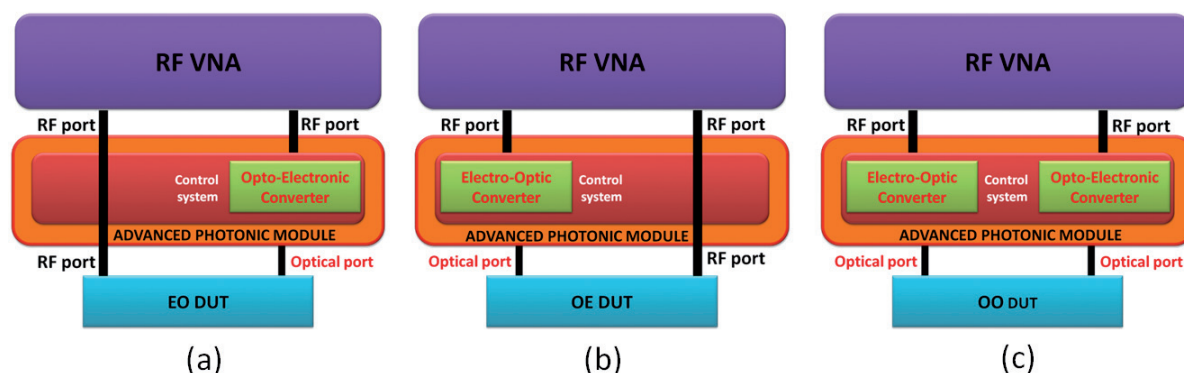 RF VNA
RF port
RF port
Control
system
Opto-Electronic
Converter
ADVANCED PHOTONIC MODULE
RF port
Optical port
EO DUT
(a)
RF VNA
RF port
RF port
Electro-Optic
Converter
Control
system
ADVANCED PHOTONIC MODULE
Optical port
RF port
OE DUT
(b)
RF VNA
RF port
RF port
Electro-Optic
Converter
Control
system
Opto-Electronic
Converter
ADVANCED PHOTONIC MODULE
Optical port
Optical port
OO DUT
(c)